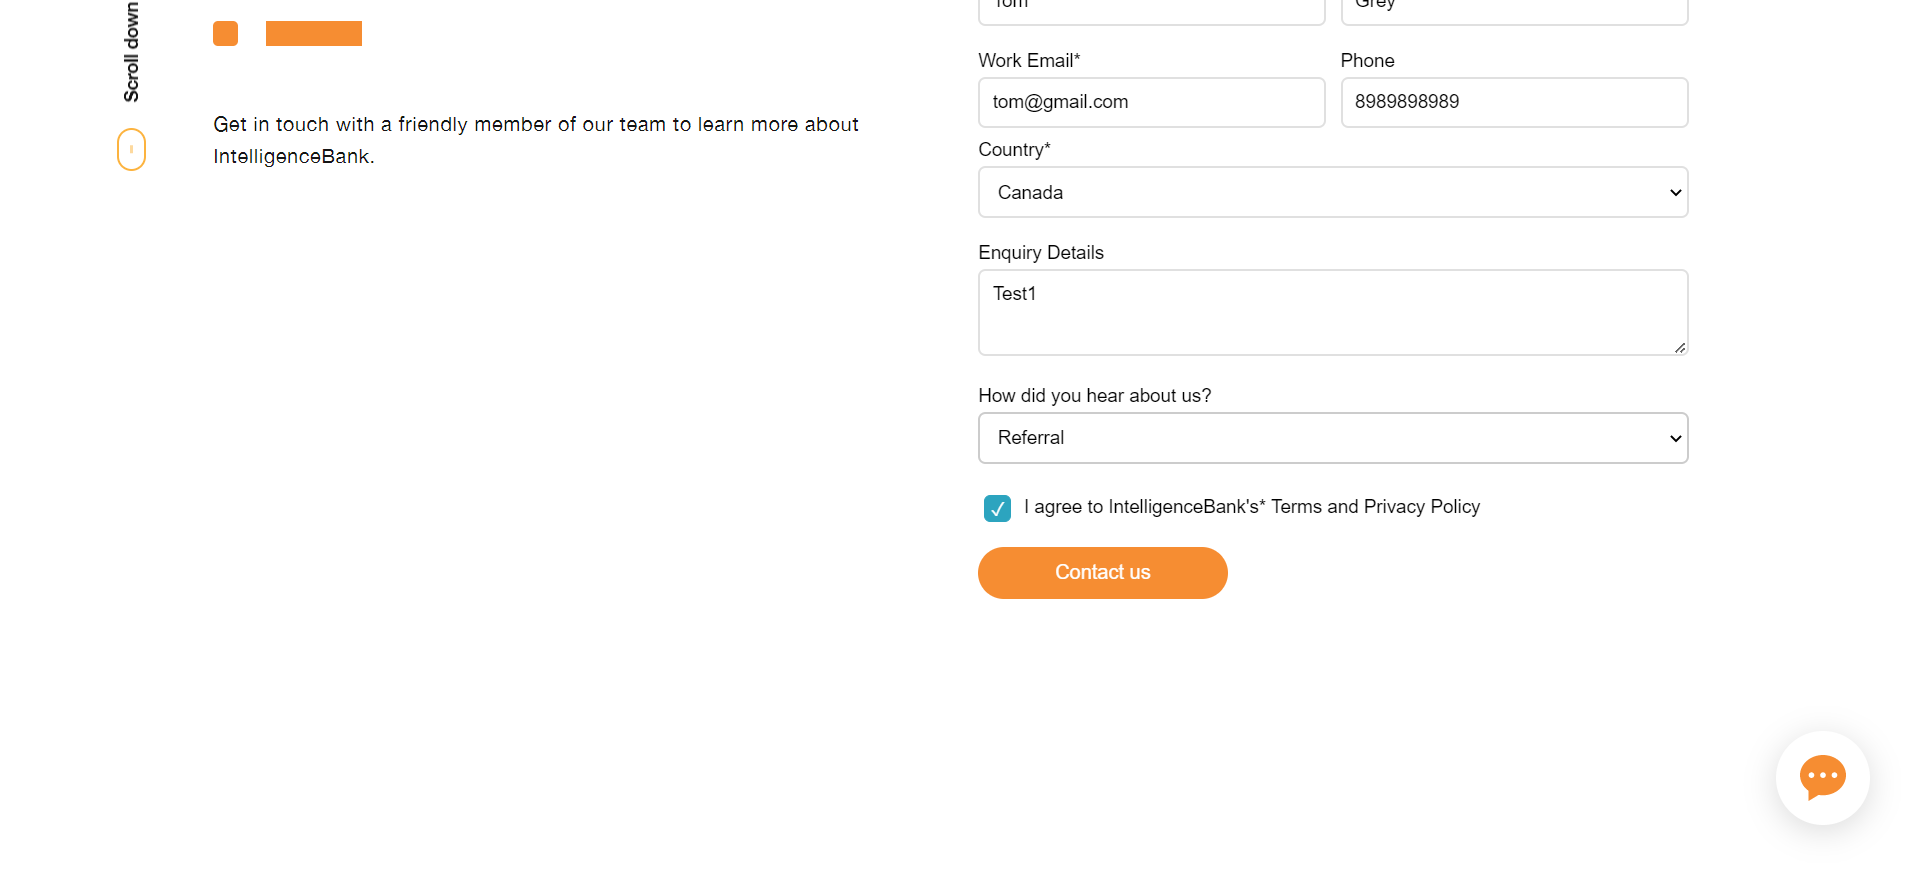 Scroll down
Get in touch with a friendly member of our team to learn more about
IntelligenceBank.
Tom
Grey
Work Email*
Phone
tom@gmail.com
8989898989
Country*
Canada
Enquiry Details
Test1
How did you hear about us?
Referral
I agree to IntelligenceBank's* Terms and Privacy Policy
Contact us